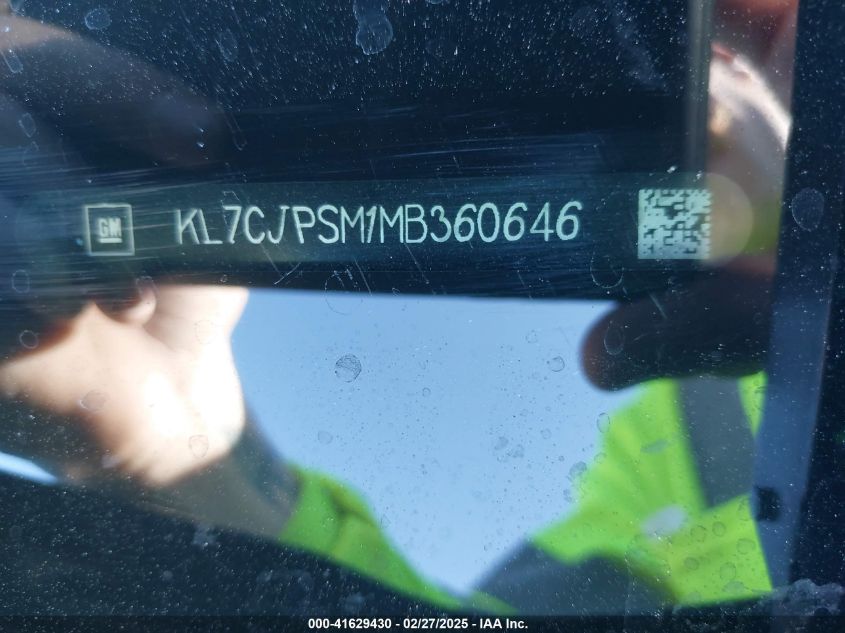 GM KL7CJPSM1MB360646
000-41629430 - 02/27/2025 - IAA Inc.